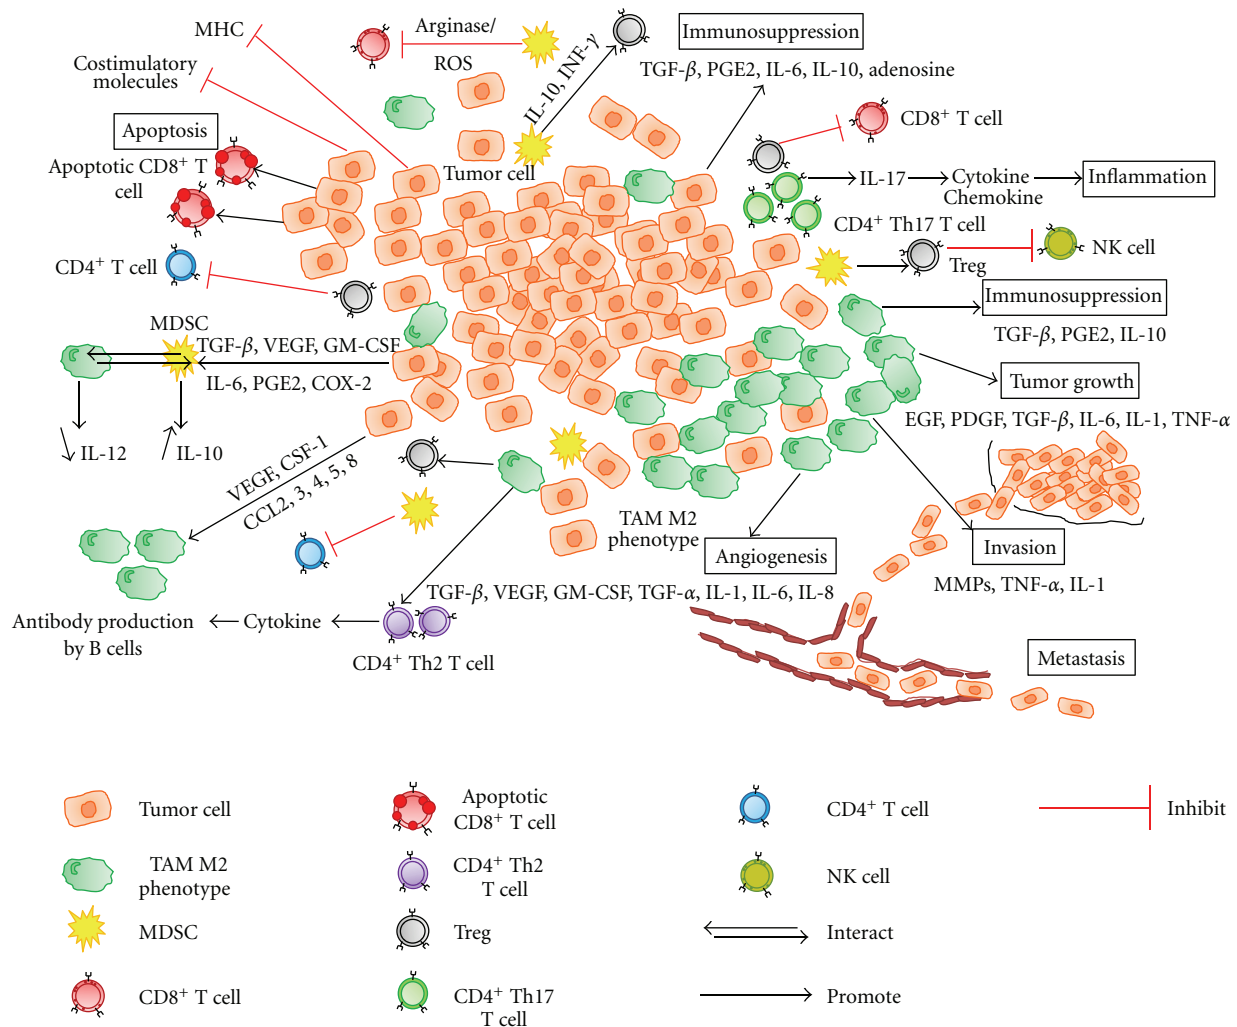 MHC
Arginase/
ROS
IL-10, INF-γ
Immunosuppression
TGF-β, PGE2, IL-6, IL-10, adenosine
Costimulatory
molecules
Apoptosis
Apoptotic CD8+ T
cell
Tumor cell
CD8+ T cell
IL-17
Cytokine
Chemokine
Inflammation
CD4+ Th17 T cell
CD4+ T cell
Treg
NK cell
Immunosuppression
TGF-β, PGE2, IL-10
MDSC
TGF-β, VEGF, GM-CSF
IL-6, PGE2, COX-2
Tumor growth
EGF, PDGF, TGF-β, IL-6, IL-1, TNF-α
IL-12
IL-10
VEGF, CSF-1
CCL2, 3, 4, 5, 8
TAM M2
phenotype
Angiogenesis
TGF-β, VEGF, GM-CSF, TGF-α, IL-1, IL-6, IL-8
Invasion
MMPs, TNF-α, IL-1
Antibody production
by B cells
Cytokine
CD4+ Th2 T cell
Metastasis
Tumor cell
Apoptotic
CD8+ T cell
CD4+ T cell
Inhibit
TAM M2
phenotype
CD4+ Th2
T cell
NK cell
MDSC
Treg
Interact
CD8+ T cell
CD4+ Th17
T cell
Promote